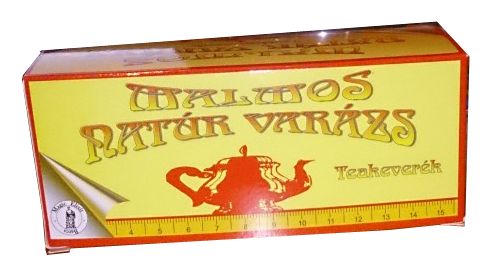 MALMOS
NATÚR VARÁZS
Teakeverék
4 5 6 7 8 9 10 11 12 13 14 15